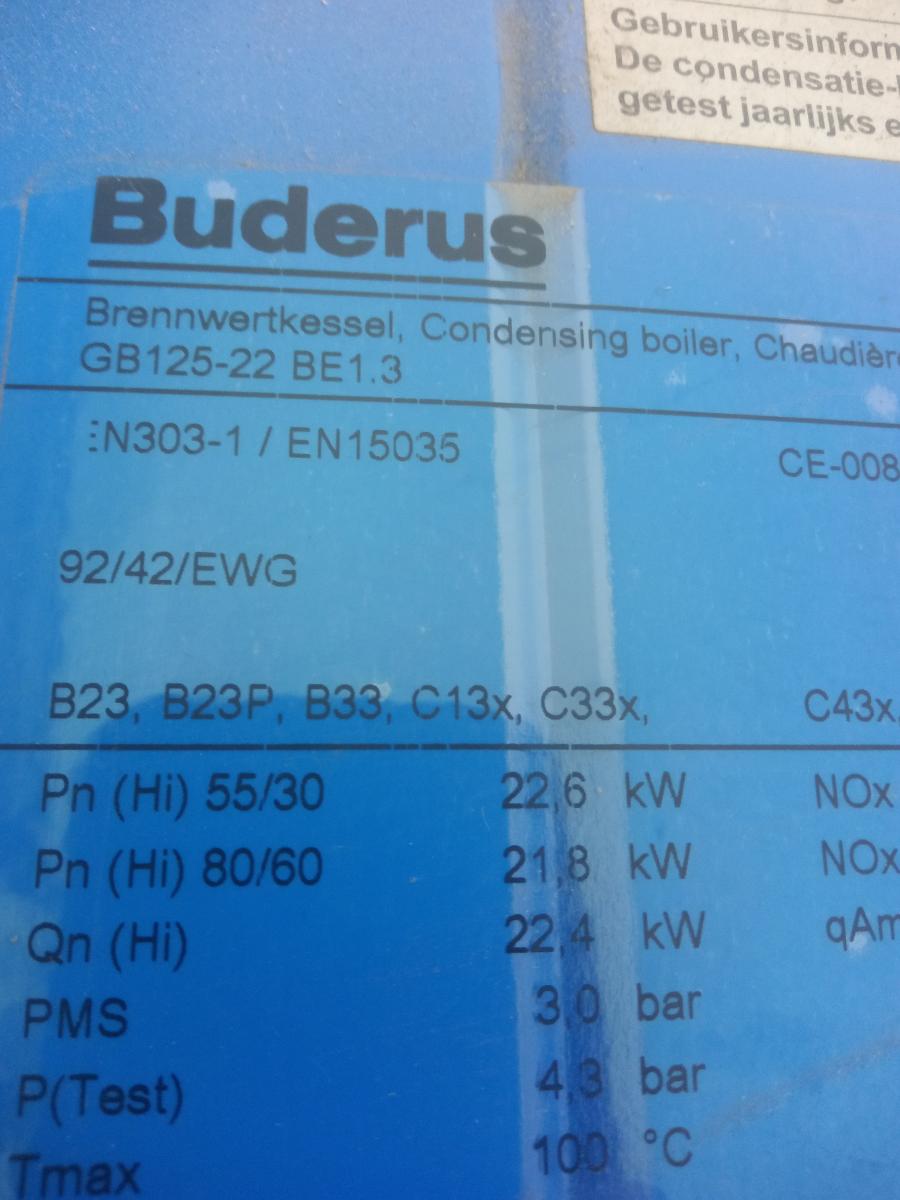 Gebruikersinform
De condensatie-
getest jaarlijks e
Buderus
Brennwertkessel, Condensing boiler, Chaudière
GB125-22 BE1.3
EN303-1 / EN15035 CE-008
92/42/EWG
B23, B23P, B33, C13x, C33x, C43x,
Pn (Hi) 55/30 22,6 kW NOx
Pn (Hi) 80/60 21,8 kW NOx
Qn (Hi) 22,4 kW qAm
PMS 3,0 bar
P(Test) 4,3 bar
Tmax 100 °C